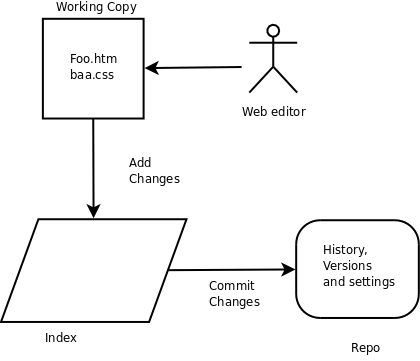 Working Copy
Foo.htm
baa.css
Web editor
Add
Changes
History,
Versions
and settings
Commit
Changes
Index
Repo